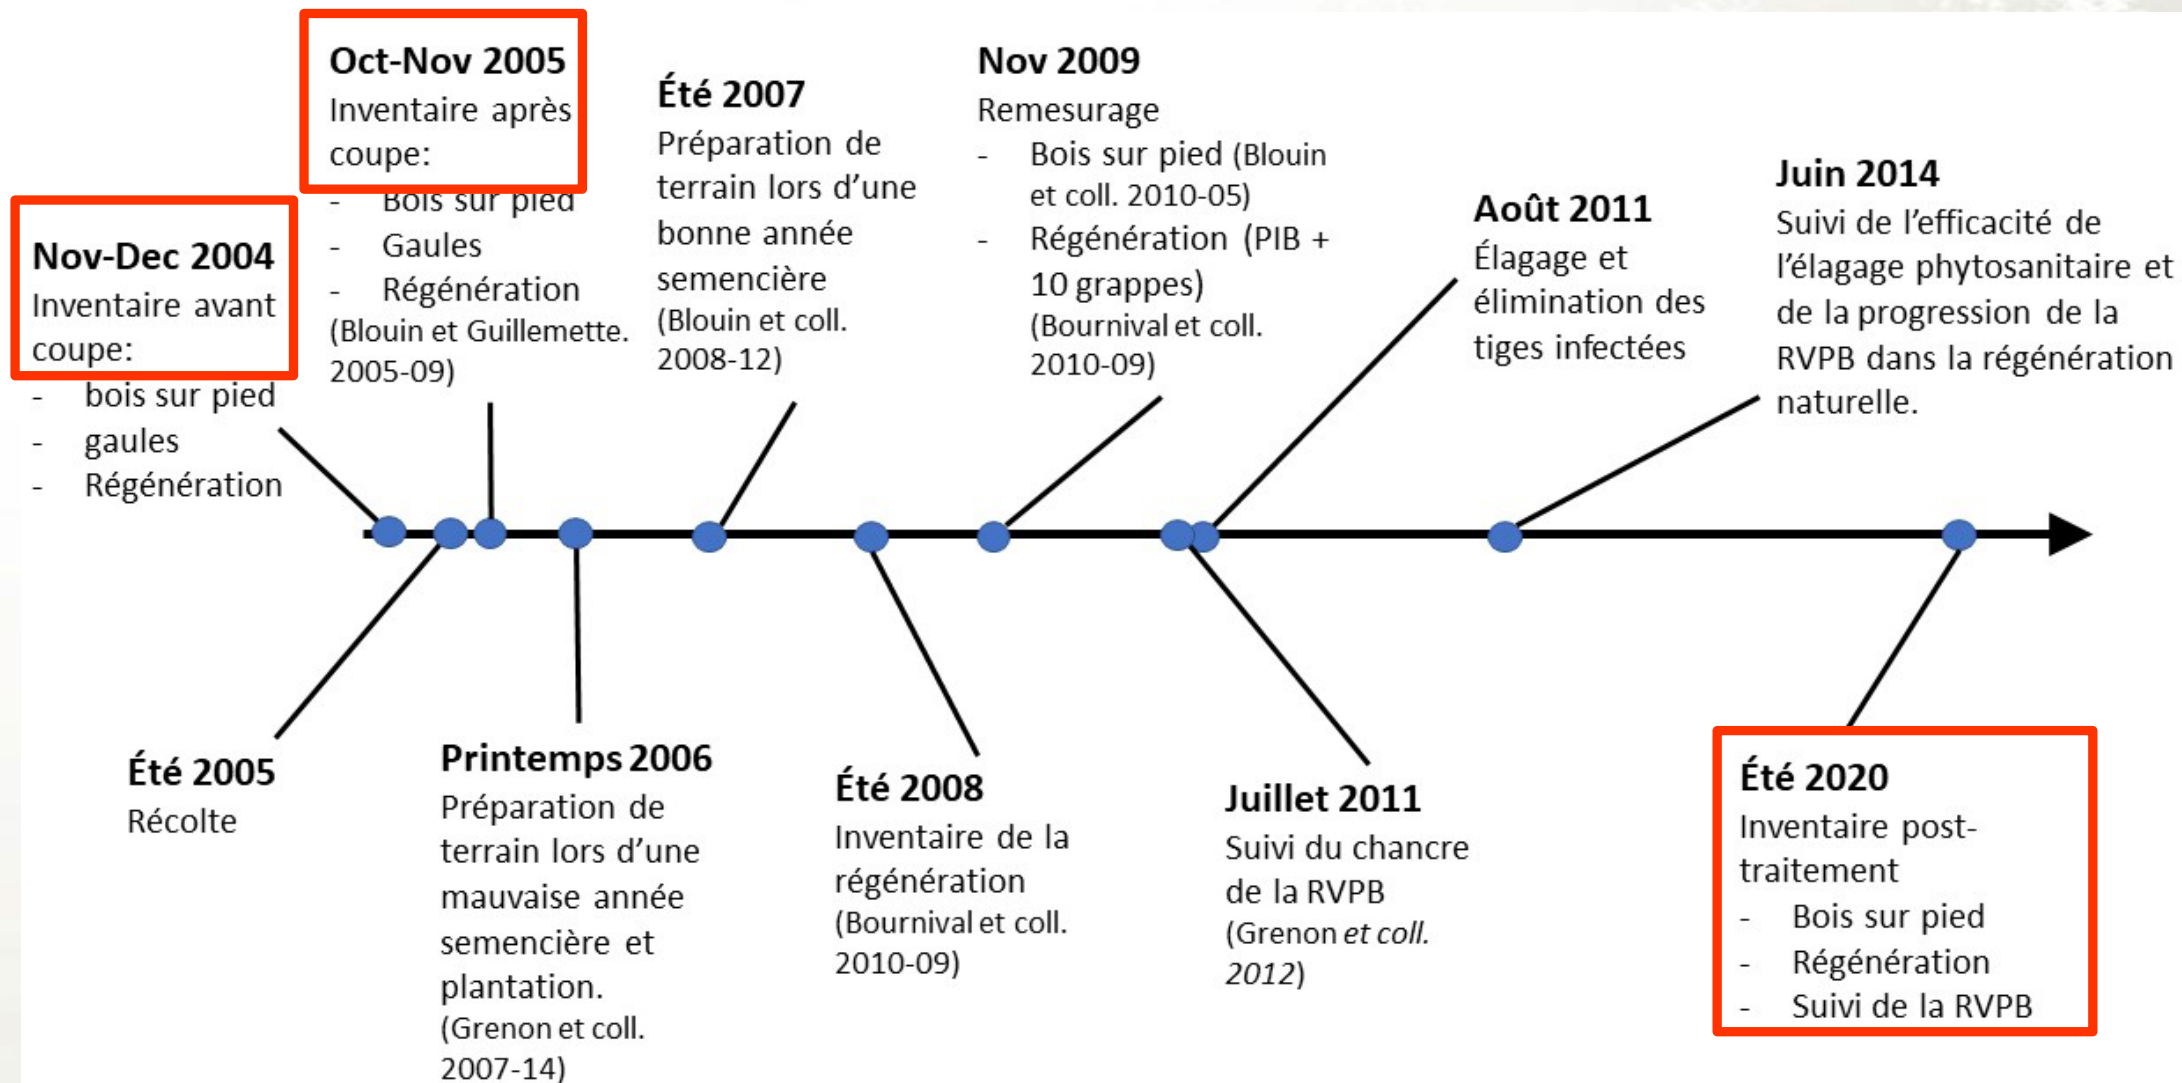 Nov-Dec 2004
Inventaire avant
coupe:
- bois sur pied
- gaules
- Régénération
Oct-Nov 2005
Inventaire après
coupe:
- Bois sur pied
- Gaules
- Régénération
(Blouin et Guillemette.
2005-09)
Été 2007
Préparation de
terrain lors d’une
bonne année
semencière
(Blouin et coll.
2008-12)
Nov 2009
Remesurage
- Bois sur pied (Blouin
et coll. 2010-05)
- Régénération (PIB +
10 grappes)
(Bournival et coll.
2010-09)
Août 2011
Élagage et
élimination des
tiges infectées
Juin 2014
Suivi de l’efficacité de
l’élagage phytosanitaire et
de la progression de la
RVPB dans la régénération
naturelle.
Été 2005
Récolte
Printemps 2006
Préparation de
terrain lors d’une
mauvaise année
semencière et
plantation.
(Grenon et coll.
2007-14)
Été 2008
Inventaire de la
régénération
(Bournival et coll.
2010-09)
Juillet 2011
Suivi du chancre
de la RVPB
(Grenon et coll.
2012)
Été 2020
Inventaire post-
traitement
- Bois sur pied
- Régénération
- Suivi de la RVPB